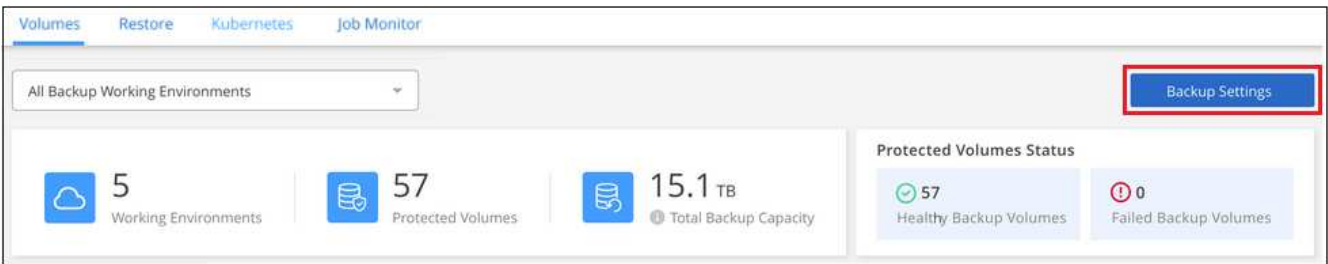 Volumes Restore Kubernetes Job Monitor
All Backup Working Environments
Backup Settings
5
Working Environments
57
Protected Volumes
15.1 TB
Total Backup Capacity
Protected Volumes Status
57
Healthy Backup Volumes
0
Failed Backup Volumes